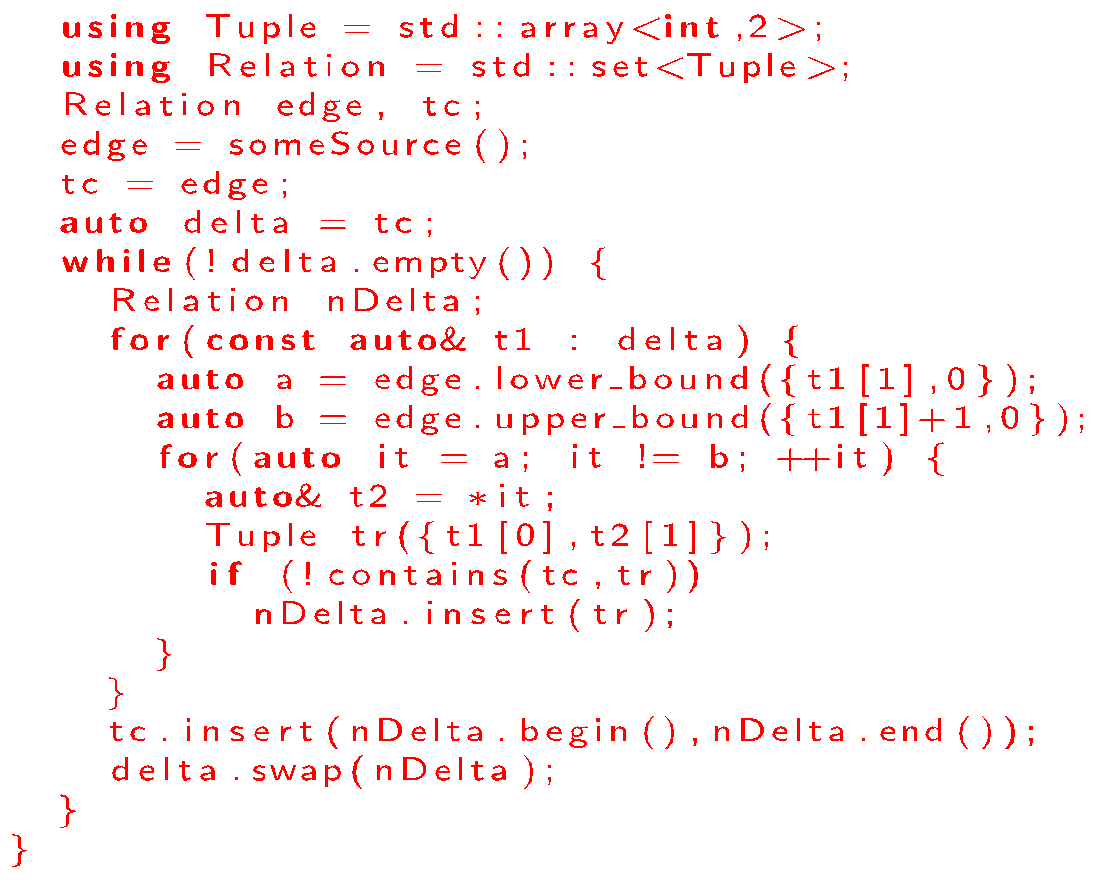 using Tuple = std::array<int,2>;
using Relation = std::set<Tuple>;
Relation edge, tc;
edge = someSource();
tc = edge;
auto delta = tc;
while(!delta.empty()) {
Relation nDelta;
for(const auto& t1 : delta) {
auto a = edge.lower_bound({t1[1],0});
auto b = edge.upper_bound({t1[1]+1,0});
for(auto it = a; it != b; ++it) {
auto& t2 = *it;
Tuple tr({t1[0],t2[1]});
if (!contains(tc,tr))
nDelta.insert(tr);
}
}
tc.insert(nDelta.begin(),nDelta.end());
delta.swap(nDelta);
}
}